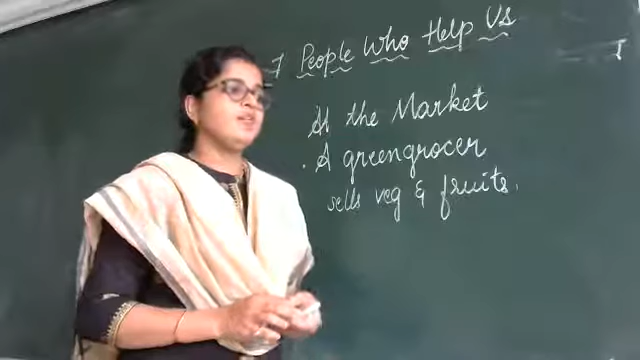 7 People Who Help Us
At the Market
. A greengrocer
sells veg & fruits.